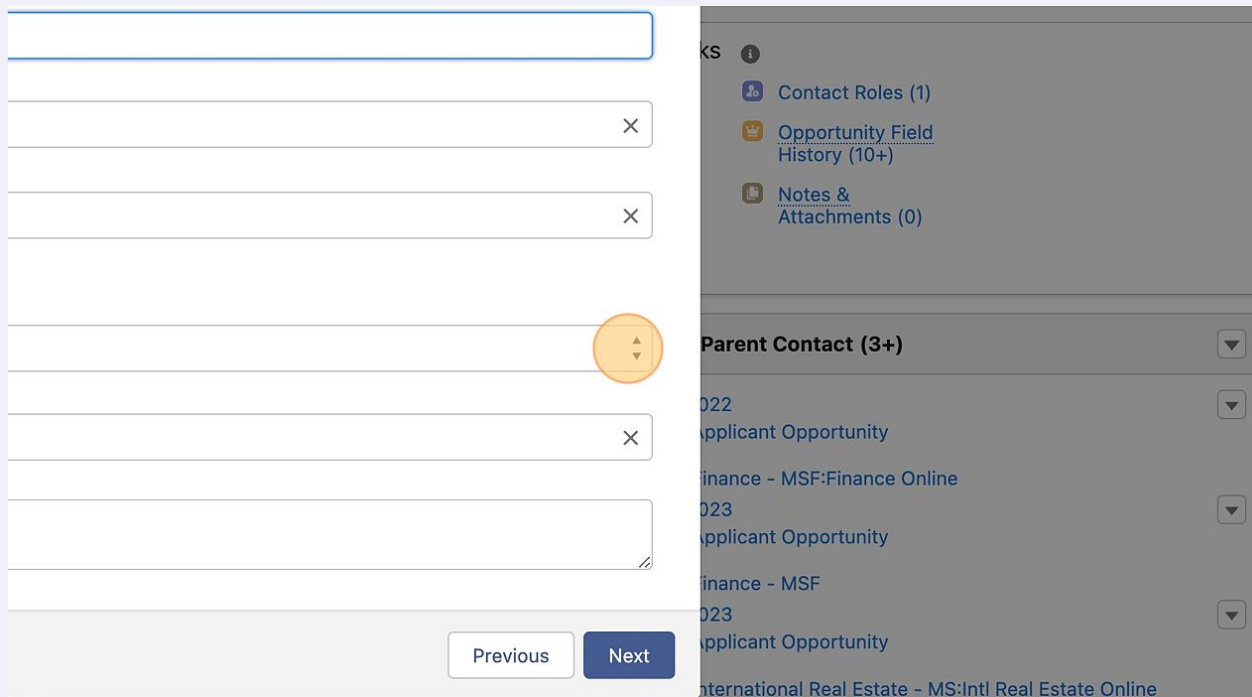 ks
Contact Roles (1)
Opportunity Field
History (10+)
Notes &
Attachments (0)
Parent Contact (3+)
022
pplicant Opportunity
inance - MSF:Finance Online
023
pplicant Opportunity
inance - MSF
023
pplicant Opportunity
nternational Real Estate - MS:Intl Real Estate Online
Previous
Next